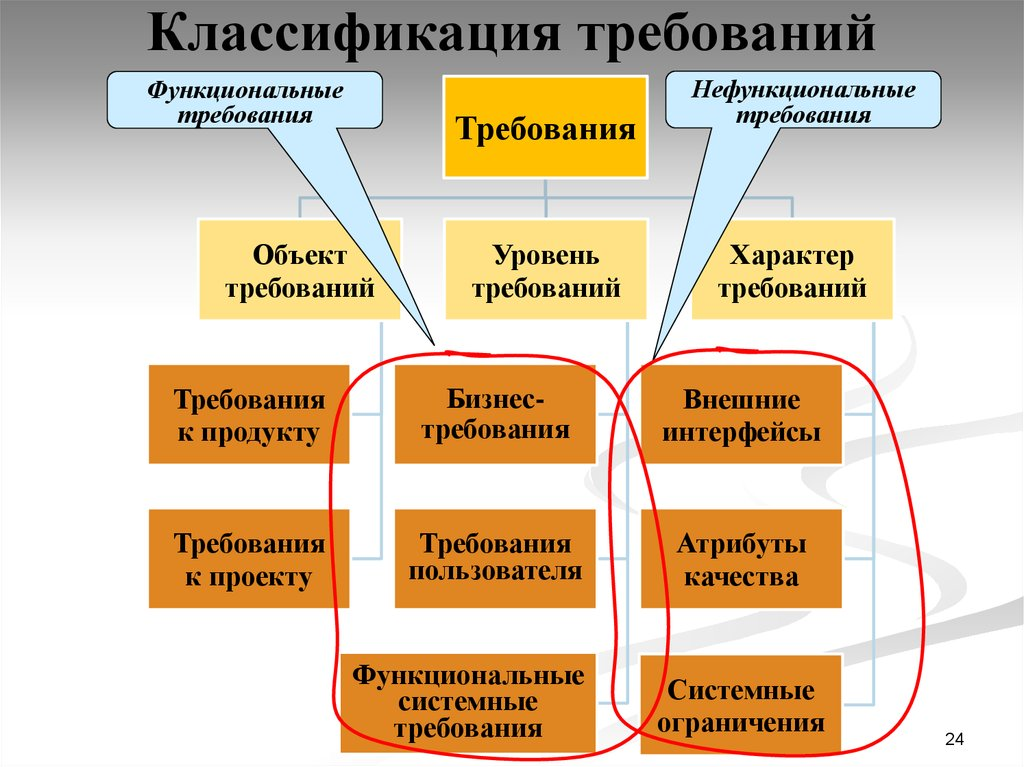 Классификация требований
Функциональные
требования
Требования
Нефункциональные
требования
Объект
требований
Уровень
требований
Характер
требований
Требования
к продукту
Бизнес-
требования
Внешние
интерфейсы
Требования
к проекту
Требования
пользователя
Атрибуты
качества
Функциональные
системные
требования
Системные
ограничения
24